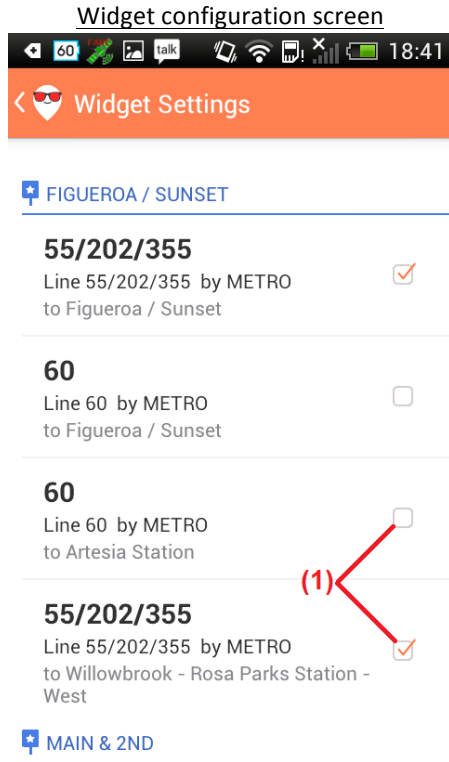 Widget configuration screen
60 talk 18:41
Widget Settings
FIGUEROA / SUNSET
55/202/355
Line 55/202/355 by METRO
to Figueroa / Sunset
60
Line 60 by METRO
to Figueroa / Sunset
60
Line 60 by METRO
to Artesia Station
(1)
55/202/355
Line 55/202/355 by METRO
to Willowbrook - Rosa Parks Station -
West
MAIN & 2ND